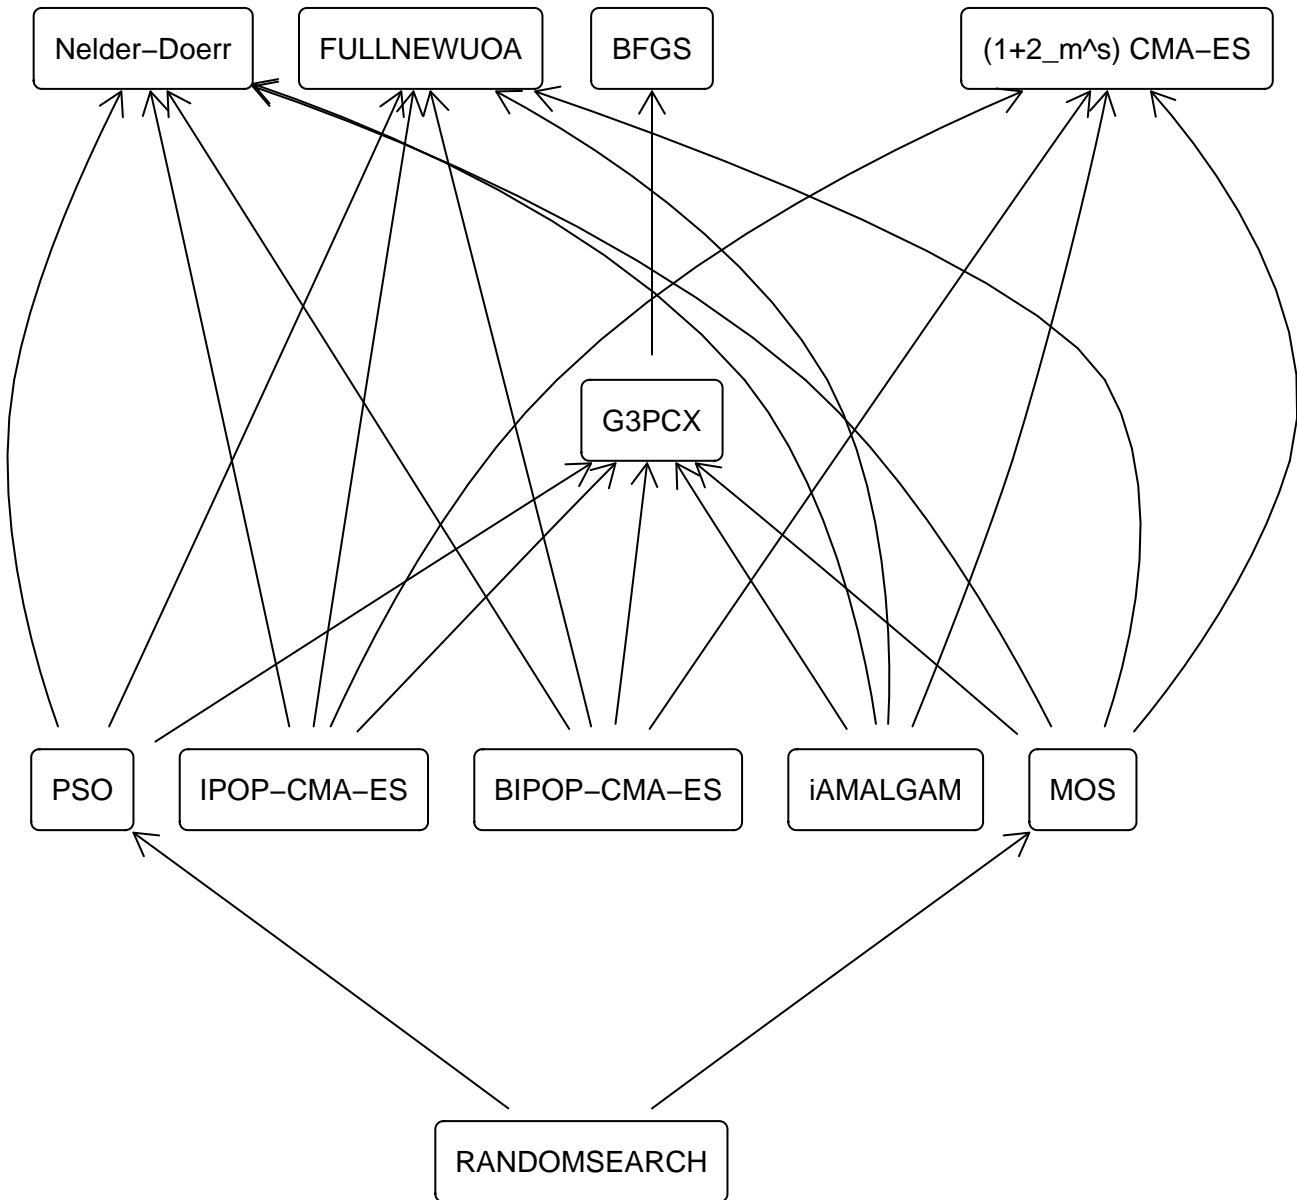 Nelder–Doerr
FULLNEWUOA
BFGS
(1+2_m^s) CMA–ES
G3PCX
PSO
IPOP–CMA–ES
BIPOP–CMA–ES
iAMALGAM
MOS
RANDOMSEARCH